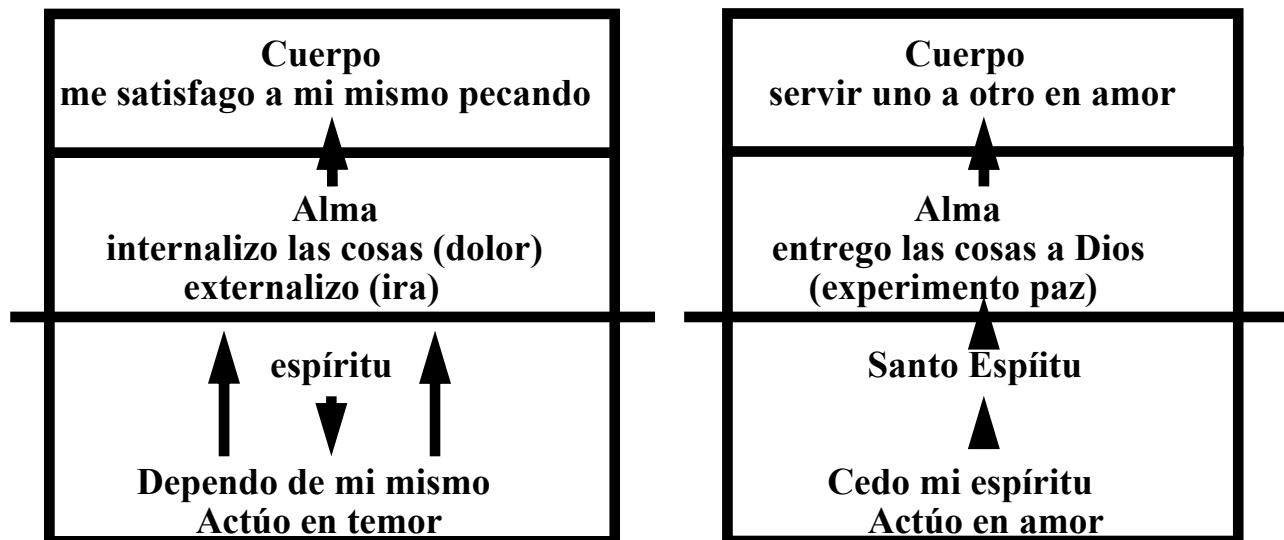 Cuerpo
me satisfago a mi mismo pecando
Alma
internalizo las cosas (dolor)
externalizo (ira)
espíritu
Dependo de mi mismo
Actúo en temor
Cuerpo
servir uno a otro en amor
Alma
entrego las cosas a Dios
(experimento paz)
Santo Espíitu
Cedo mi espíritu
Actúo en amor